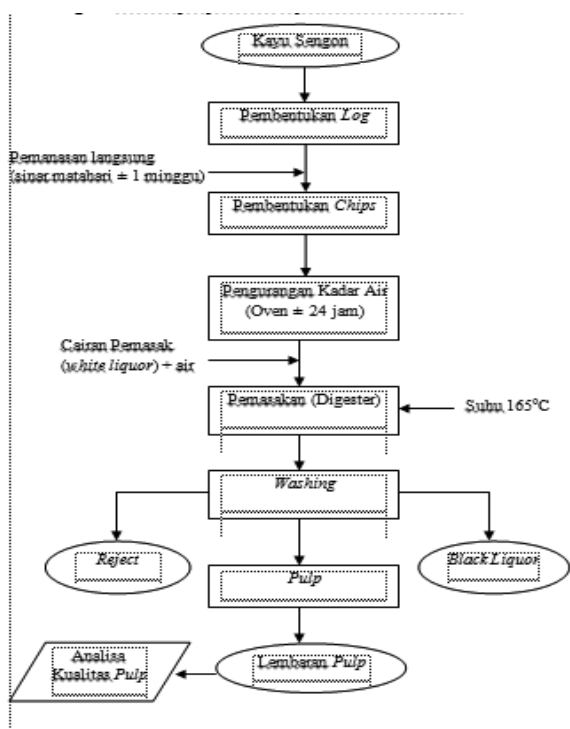 Kayu Sengon
Pembentukan Log
Pemanasan langsung
(sinar matahari ± 1 minggu)
Pembentukan Chips
Pengurangan Kadar Air
(Oven ± 24 jam)
Cairan Pemasak
(white liquor) + air
Pemasakan (Digester)
Suhu 165°C
Washing
Reject
Black Liquor
Pulp
Analisa
Kualitas Pulp
Lembaran Pulp